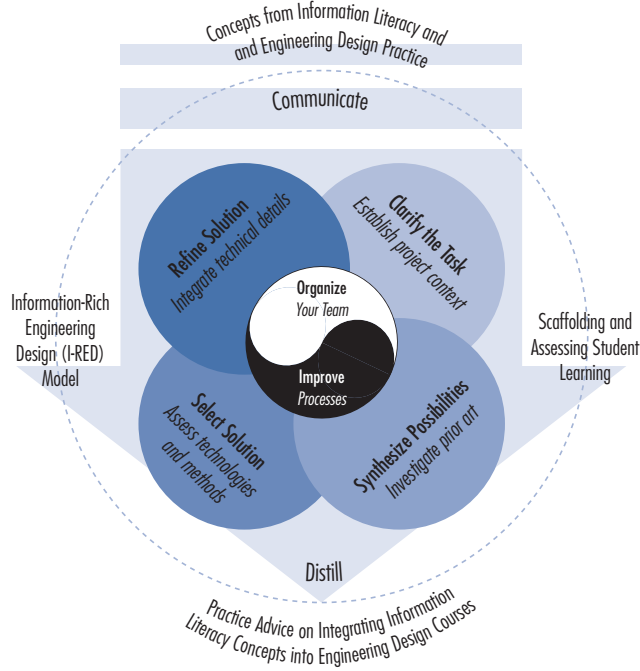 Concepts from Information Literacy and
and Engineering Design Practice
Communicate
Refine Solution
Integrate technical details
Clarify the Task
Establish project context
Organize
Your Team
Improve
Processes
Information-Rich
Engineering
Design (I-RED)
Model
Scaffolding and
Assessing Student
Learning
Select Solution
Assess technologies
and methods
Synthesize Possibilities
Investigate prior art
Distill
Practice Advice on Integrating Information
Literacy Concepts into Engineering Design Courses